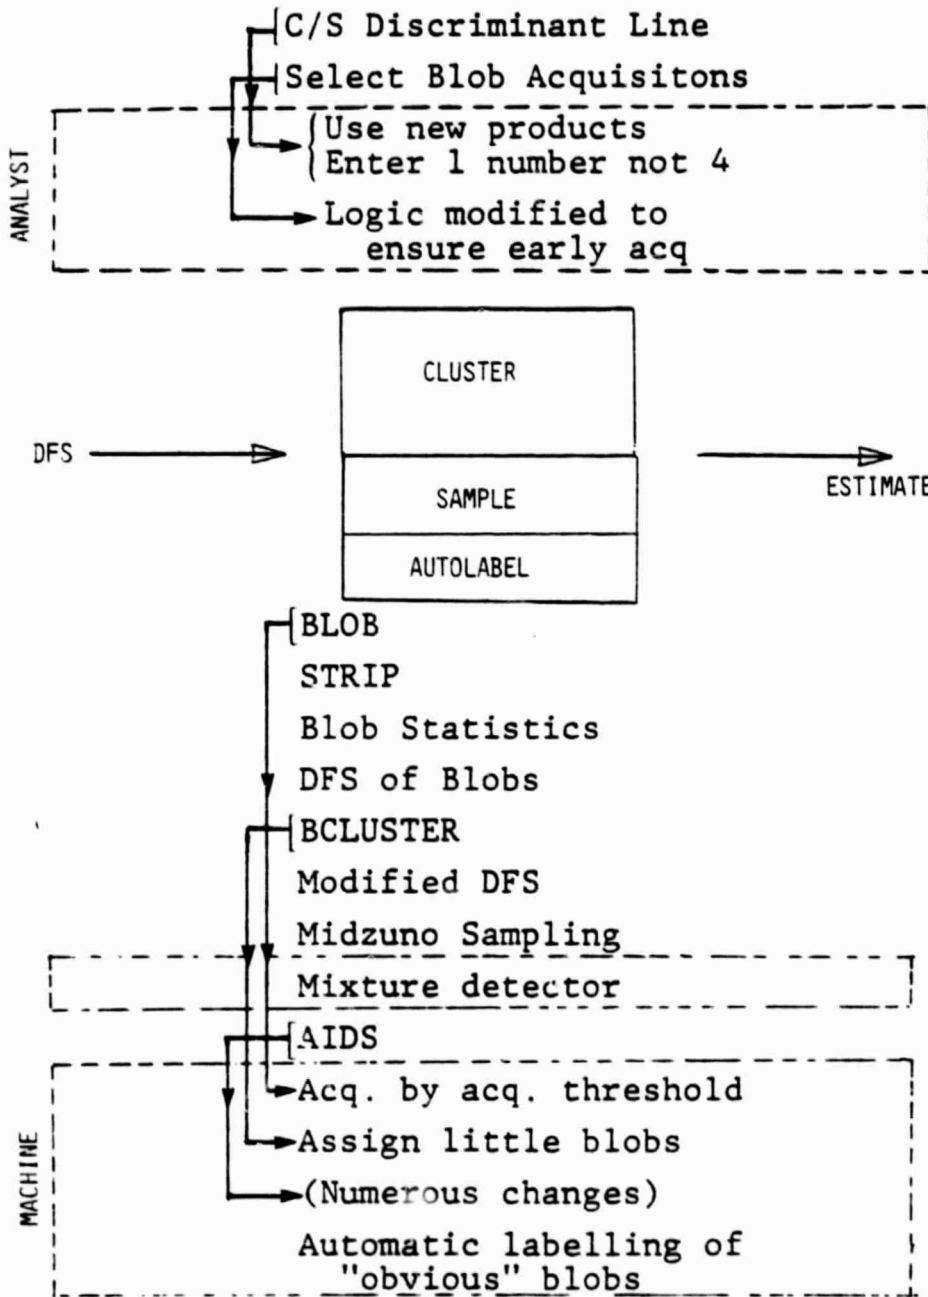 C/S Discriminant Line
Select Blob Acquisitons
ANALYST
Use new products
Enter 1 number not 4
Logic modified to
ensure early acq
CLUSTER
DFS
ESTIMATE
SAMPLE
AUTOLABEL
BLOB
STRIP
Blob Statistics
DFS of Blobs
BCLUSTER
Modified DFS
Midzuno Sampling
Mixture detector
AIDS
MACHINE
Acq. by acq. threshold
Assign little blobs
(Numerous changes)
Automatic labelling of
"obvious" blobs